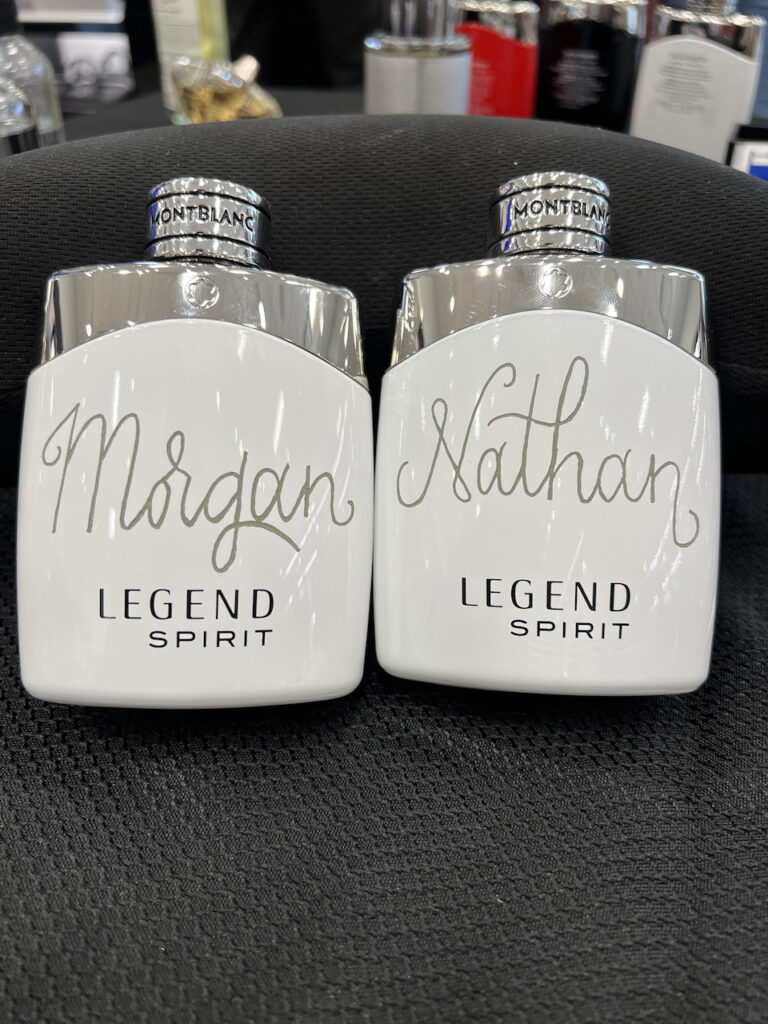 MONTBLANC
Morgan
LEGEND
SPIRIT
MONTBLANC
Nathan
LEGEND
SPIRIT